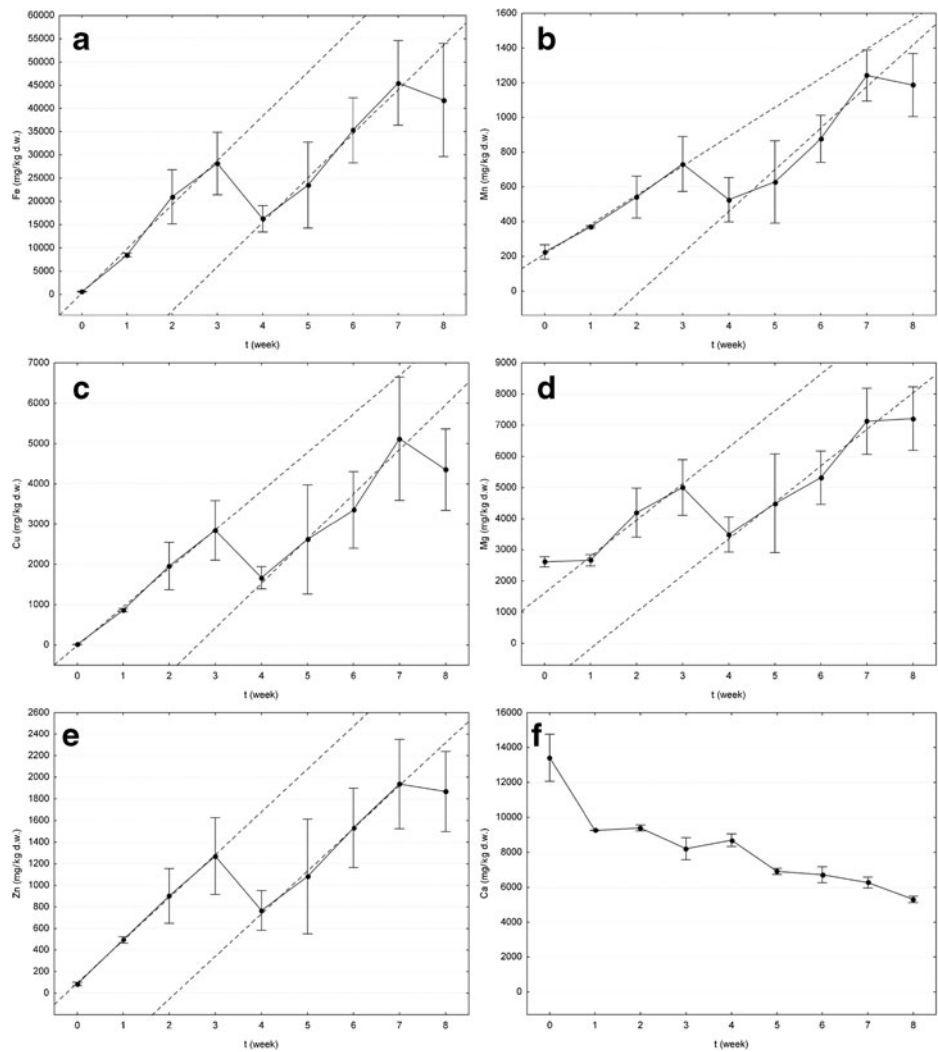 a
60000
55000
50000
45000
40000
35000
30000
25000
20000
15000
10000
5000
0
Fe (mg/kg d.w.)
0 1 2 3 4 5 6 7 8
t (week)
b
1600
1400
1200
1000
800
600
400
200
0
Mn (mg/kg d.w.)
0 1 2 3 4 5 6 7 8
t (week)
c
7000
6000
5000
4000
3000
2000
1000
0
Cu (mg/kg d.w.)
0 1 2 3 4 5 6 7 8
t (week)
d
9000
8000
7000
6000
5000
4000
3000
2000
1000
0
Mg (mg/kg d.w.)
0 1 2 3 4 5 6 7 8
t (week)
e
2600
2400
2200
2000
1800
1600
1400
1200
1000
800
600
400
200
0
Zn (mg/kg d.w.)
0 1 2 3 4 5 6 7 8
t (week)
f
16000
14000
12000
10000
8000
6000
4000
2000
0
Ca (mg/kg d.w.)
0 1 2 3 4 5 6 7 8
t (week)